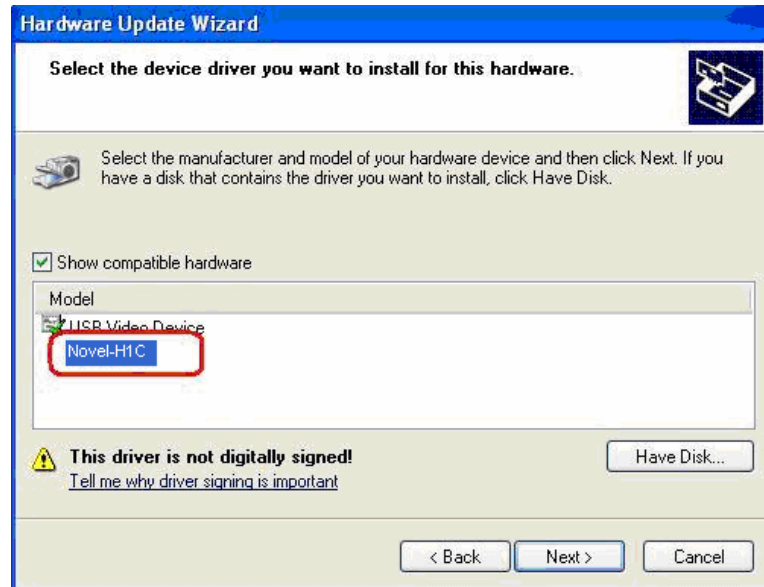 Hardware Update Wizard
Select the device driver you want to install for this hardware.
Select the manufacturer and model of your hardware device and then click Next. If you
have a disk that contains the driver you want to install, click Have Disk.
Show compatible hardware
Model
USB Video Device
Novel-H1C
This driver is not digitally signed!
Have Disk...
Tell me why driver signing is important
< Back
Next >
Cancel